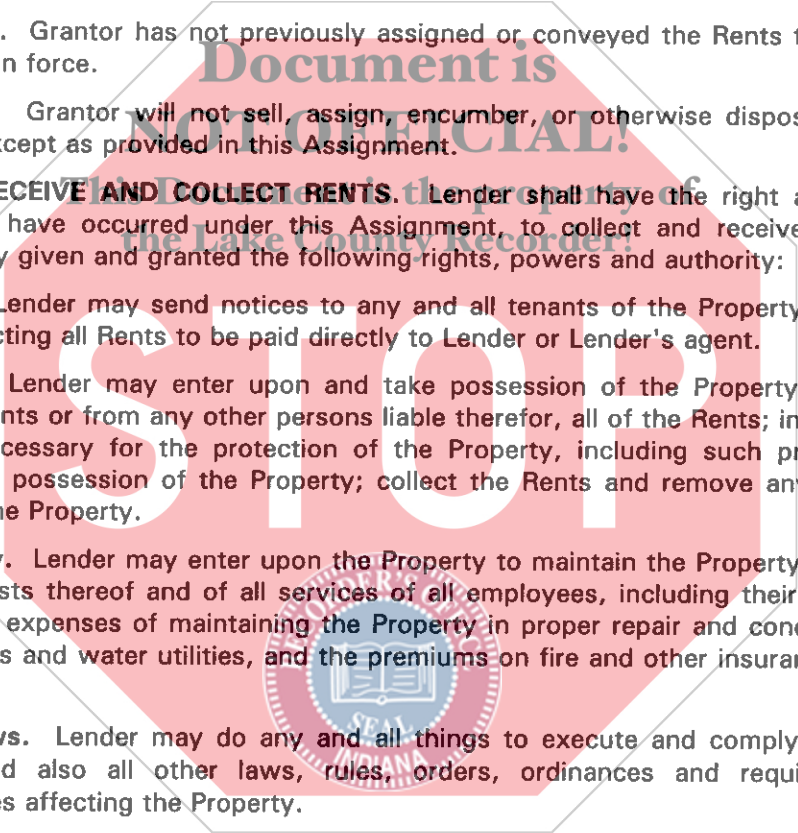 . Grantor has not previously assigned or conveyed the Rents
n force.
Document is
Grantor will not sell, assign, encumber, or otherwise dispos
NOT OFFICIAL!
xcept as provided in this Assignment.
ECEIVE AND COLLECT RENTS. Lender shall have the right a
This Document is the property of
have occurred under this Assignment, to collect and receive
the Lake County Recorder!
y given and granted the following rights, powers and authority:
Lender may send notices to any and all tenants of the Property
cting all Rents to be paid directly to Lender or Lender's agent.
STOP
Lender may enter upon and take possession of the Property
nts or from any other persons liable therefor, all of the Rents; in
cessary for the protection of the Property, including such pr
possession of the Property; collect the Rents and remove an
he Property.
y. Lender may enter upon the Property to maintain the Property
sts thereof and of all services of all employees, including their
expenses of maintaining the Property in proper repair and cond
s and water utilities, and the premiums on fire and other insuran
RECORDER'S OFFICE
SEAL
INDIANA
ws. Lender may do any and all things to execute and comply
d also all other laws, rules, orders, ordinances and requi
es affecting the Property.